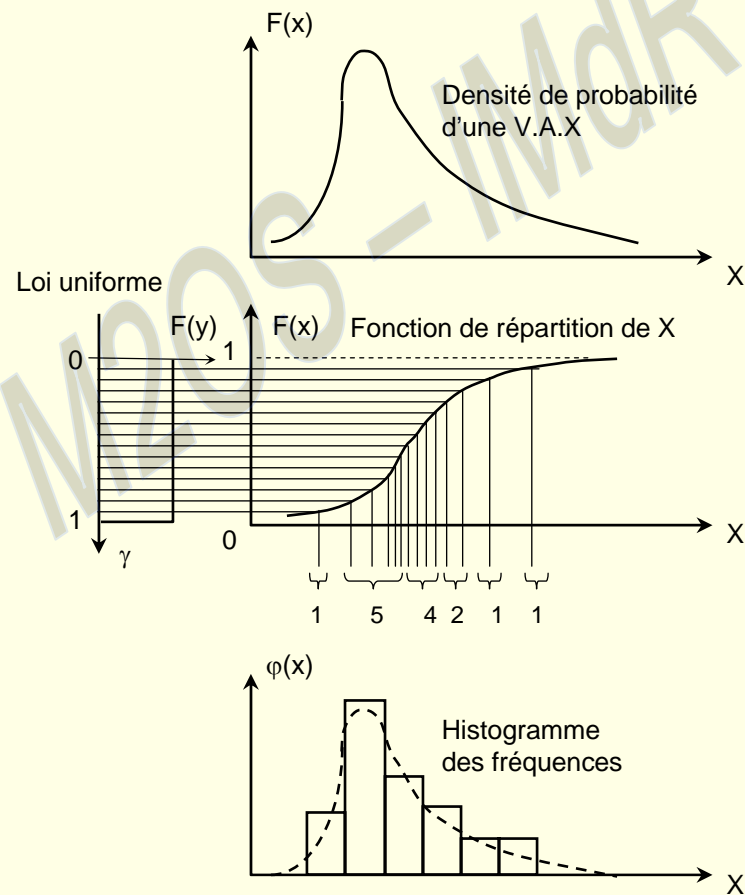 F(x)
Densité de probabilité
d'une V.A.X
X
Loi uniforme
F(y)
F(x)
Fonction de répartition de X
0
1
1
γ
0
X
1
5
4
2
1
1
φ(x)
Histogramme
des fréquences
X
M2OS – IMdR